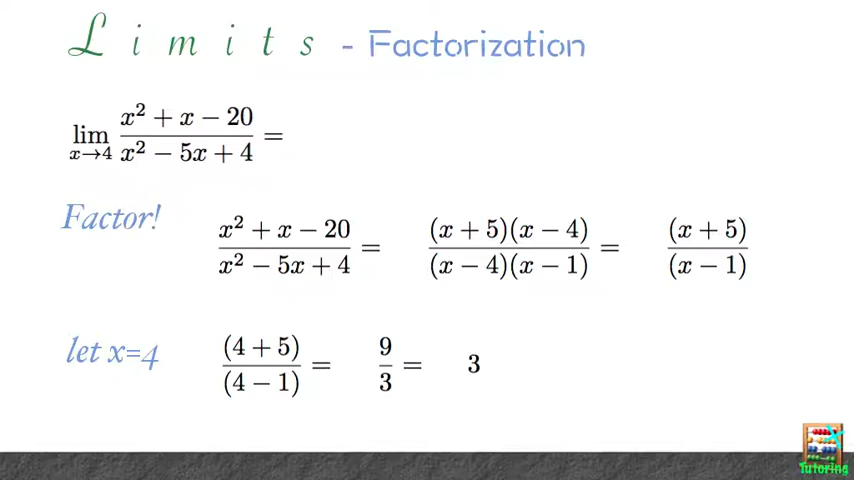 Limits - Factorization
lim x→4 (x² + x − 20)/(x² − 5x + 4) =
Factor! (x² + x − 20)/(x² − 5x + 4) = (x + 5)(x − 4)/(x − 4)(x − 1) = (x + 5)/(x − 1)
let x=4 (4 + 5)/(4 − 1) = 9/3 = 3
Tutoring